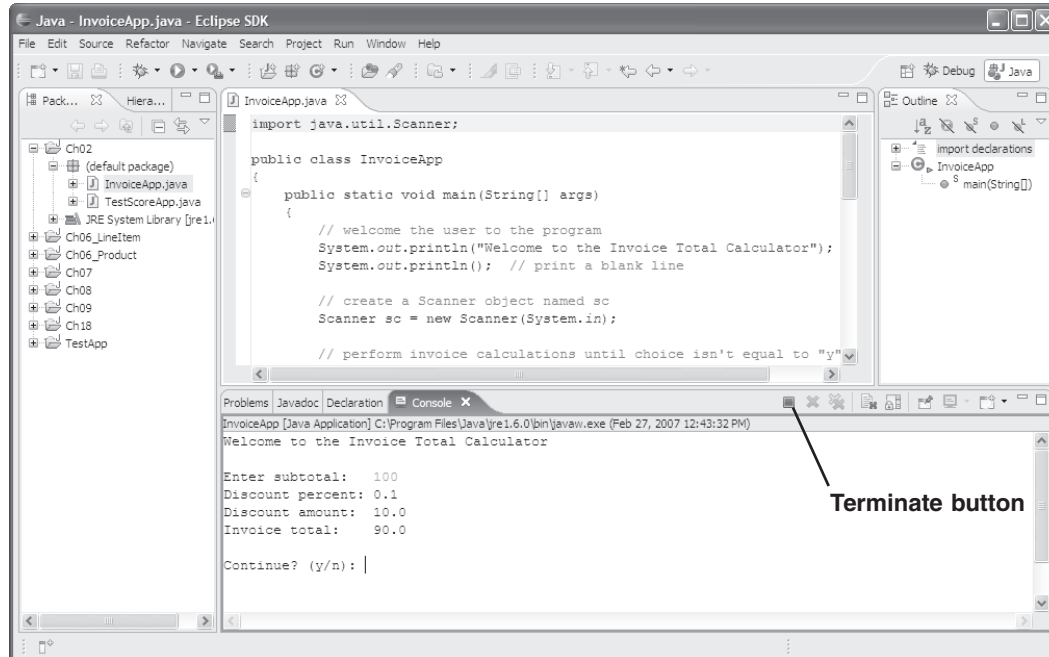 Java - InvoiceApp.java - Eclipse SDK
File Edit Source Refactor Navigate Search Project Run Window Help
Debug Java
Pack... Hiera...
Ch02
(default package)
InvoiceApp.java
TestScoreApp.java
JRE System Library [jre1.
Ch06_LineItem
Ch06_Product
Ch07
Ch08
Ch09
Ch18
TestApp
InvoiceApp.java
import java.util.Scanner;
public class InvoiceApp
{
public static void main(String[] args)
{
// welcome the user to the program
System.out.println("Welcome to the Invoice Total Calculator");
System.out.println(); // print a blank line
// create a Scanner object named sc
Scanner sc = new Scanner(System.in);
// perform invoice calculations until choice isn't equal to "y"
Outline
import declarations
InvoiceApp
main(String[])
Problems Javadoc Declaration Console
InvoiceApp [Java Application] C:\Program Files\Java\jre1.6.0\bin\javaw.exe (Feb 27, 2007 12:43:32 PM)
Welcome to the Invoice Total Calculator
Enter subtotal: 100
Discount percent: 0.1
Discount amount: 10.0
Invoice total: 90.0
Continue? (y/n):
Terminate button